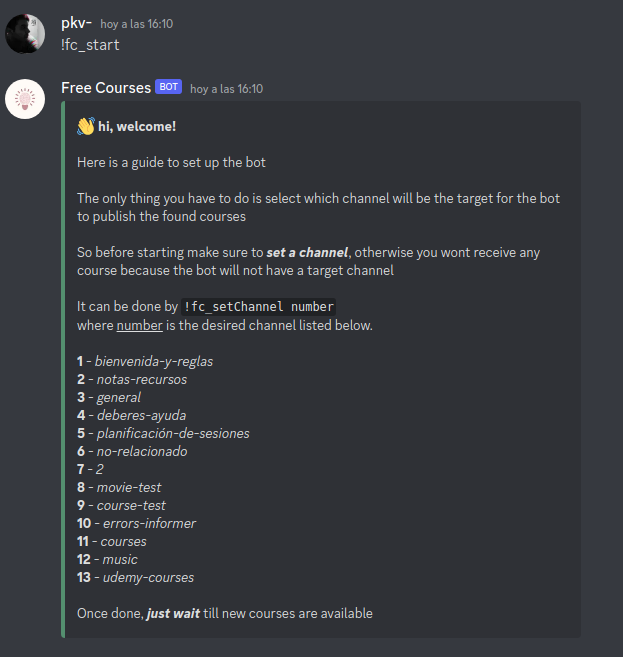 pkv- hoy a las 16:10
!fc_start
Free Courses BOT hoy a las 16:10
👋 hi, welcome!
Here is a guide to set up the bot
The only thing you have to do is select which channel will be the target for the bot
to publish the found courses
So before starting make sure to set a channel, otherwise you wont receive any
course because the bot will not have a target channel
It can be done by !fc_setChannel number
where number is the desired channel listed below.
1 - bienvenida-y-reglas
2 - notas-recursos
3 - general
4 - deberes-ayuda
5 - planificación-de-sesiones
6 - no-relacionado
7 - 2
8 - movie-test
9 - course-test
10 - errors-informer
11 - courses
12 - music
13 - udemy-courses
Once done, just wait till new courses are available